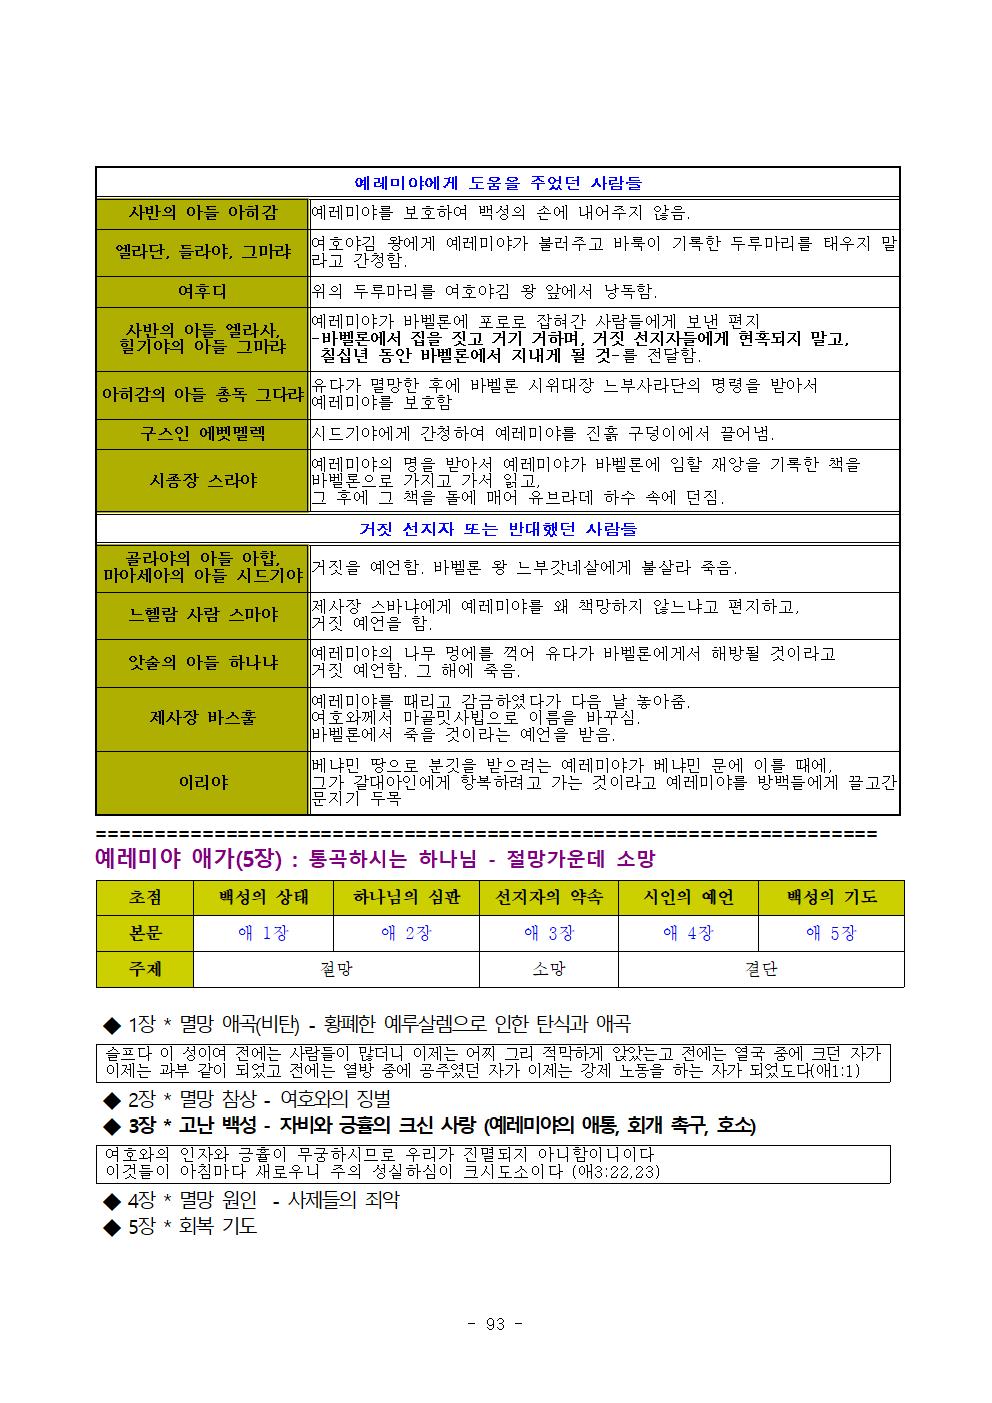 예레미야에게 도움을 주었던 사람들
사반의 아들 아히감
예레미야를 보호하여 백성의 손에 내어주지 않음.
엘라단, 들라야, 그마랴
여호야김 왕에게 예레미야가 불러주고 바룩이 기록한 두루마리를 태우지 말
라고 간청함.
여후디
위의 두루마리를 여호야김 왕 앞에서 낭독함.
사반의 아들 엘라사,
힐기야의 아들 그마랴
예레미야가 바벨론에 포로로 잡혀간 사람들에게 보낸 편지
-바벨론에서 집을 짓고 거기 거하며, 거짓 선지자들에게 현혹되지 말고,
칠십년 동안 바벨론에서 지내게 될 것-를 전달함.
아히감의 아들 총독 그다랴
유다가 멸망한 후에 바벨론 시위대장 느부사라단의 명령을 받아서
예레미야를 보호함
구스인 에벳멜렉
시드기야에게 간청하여 예레미야를 진흙 구덩이에서 끌어냄.
시종장 스라야
예레미야의 명을 받아서 예레미야가 바벨론에 임할 재앙을 기록한 책을
바벨론으로 가지고 가서 읽고,
그 후에 그 책을 돌에 매어 유브라데 하수 속에 던짐.
거짓 선지자 또는 반대했던 사람들
골라야의 아들 아합,
마아세야의 아들 시드기야
거짓을 예언함. 바벨론 왕 느부갓네살에게 불살라 죽음.
느헬람 사람 스마야
제사장 스바냐에게 예레미야를 왜 책망하지 않느냐고 편지하고,
거짓 예언을 함.
앗술의 아들 하나냐
예레미야의 나무 멍에를 꺾어 유다가 바벨론에게서 해방될 것이라고
거짓 예언함. 그 해에 죽음.
제사장 바스훌
예레미야를 때리고 감금하였다가 다음 날 놓아줌.
여호와께서 마골밋사빕으로 이름을 바꾸심.
바벨론에서 죽을 것이라는 예언을 받음.
이리야
베냐민 땅으로 분깃을 받으려는 예레미야가 베냐민 문에 이를 때에,
그가 갈대아인에게 항복하려고 가는 것이라고 예레미야를 방백들에게 끌고간
문지기 두목
==================================================================
예레미야 애가(5장) : 통곡하시는 하나님 - 절망가운데 소망
초점 백성의 상태 하나님의 심판 선지자의 약속 시인의 예언 백성의 기도
본문 애 1장 애 2장 애 3장 애 4장 애 5장
주제 절망 소망 결단
◆ 1장 * 멸망 애곡(비탄) - 황폐한 예루살렘으로 인한 탄식과 애곡
슬프다 이 성이여 전에는 사람들이 많더니 이제는 어찌 그리 적막하게 앉았는고 전에는 열국 중에 크던 자가
이제는 과부 같이 되었고 전에는 열방 중에 공주였던 자가 이제는 강제 노동을 하는 자가 되었도다(애1:1)
◆ 2장 * 멸망 참상 - 여호와의 징벌
◆ 3장 * 고난 백성 - 자비와 긍휼의 크신 사랑 (예레미야의 애통, 회개 촉구, 호소)
여호와의 인자와 긍휼이 무궁하시므로 우리가 진멸되지 아니함이니이다
이것들이 아침마다 새로우니 주의 성실하심이 크시도소이다 (애3:22,23)
◆ 4장 * 멸망 원인 - 사제들의 죄악
◆ 5장 * 회복 기도
- 93 -